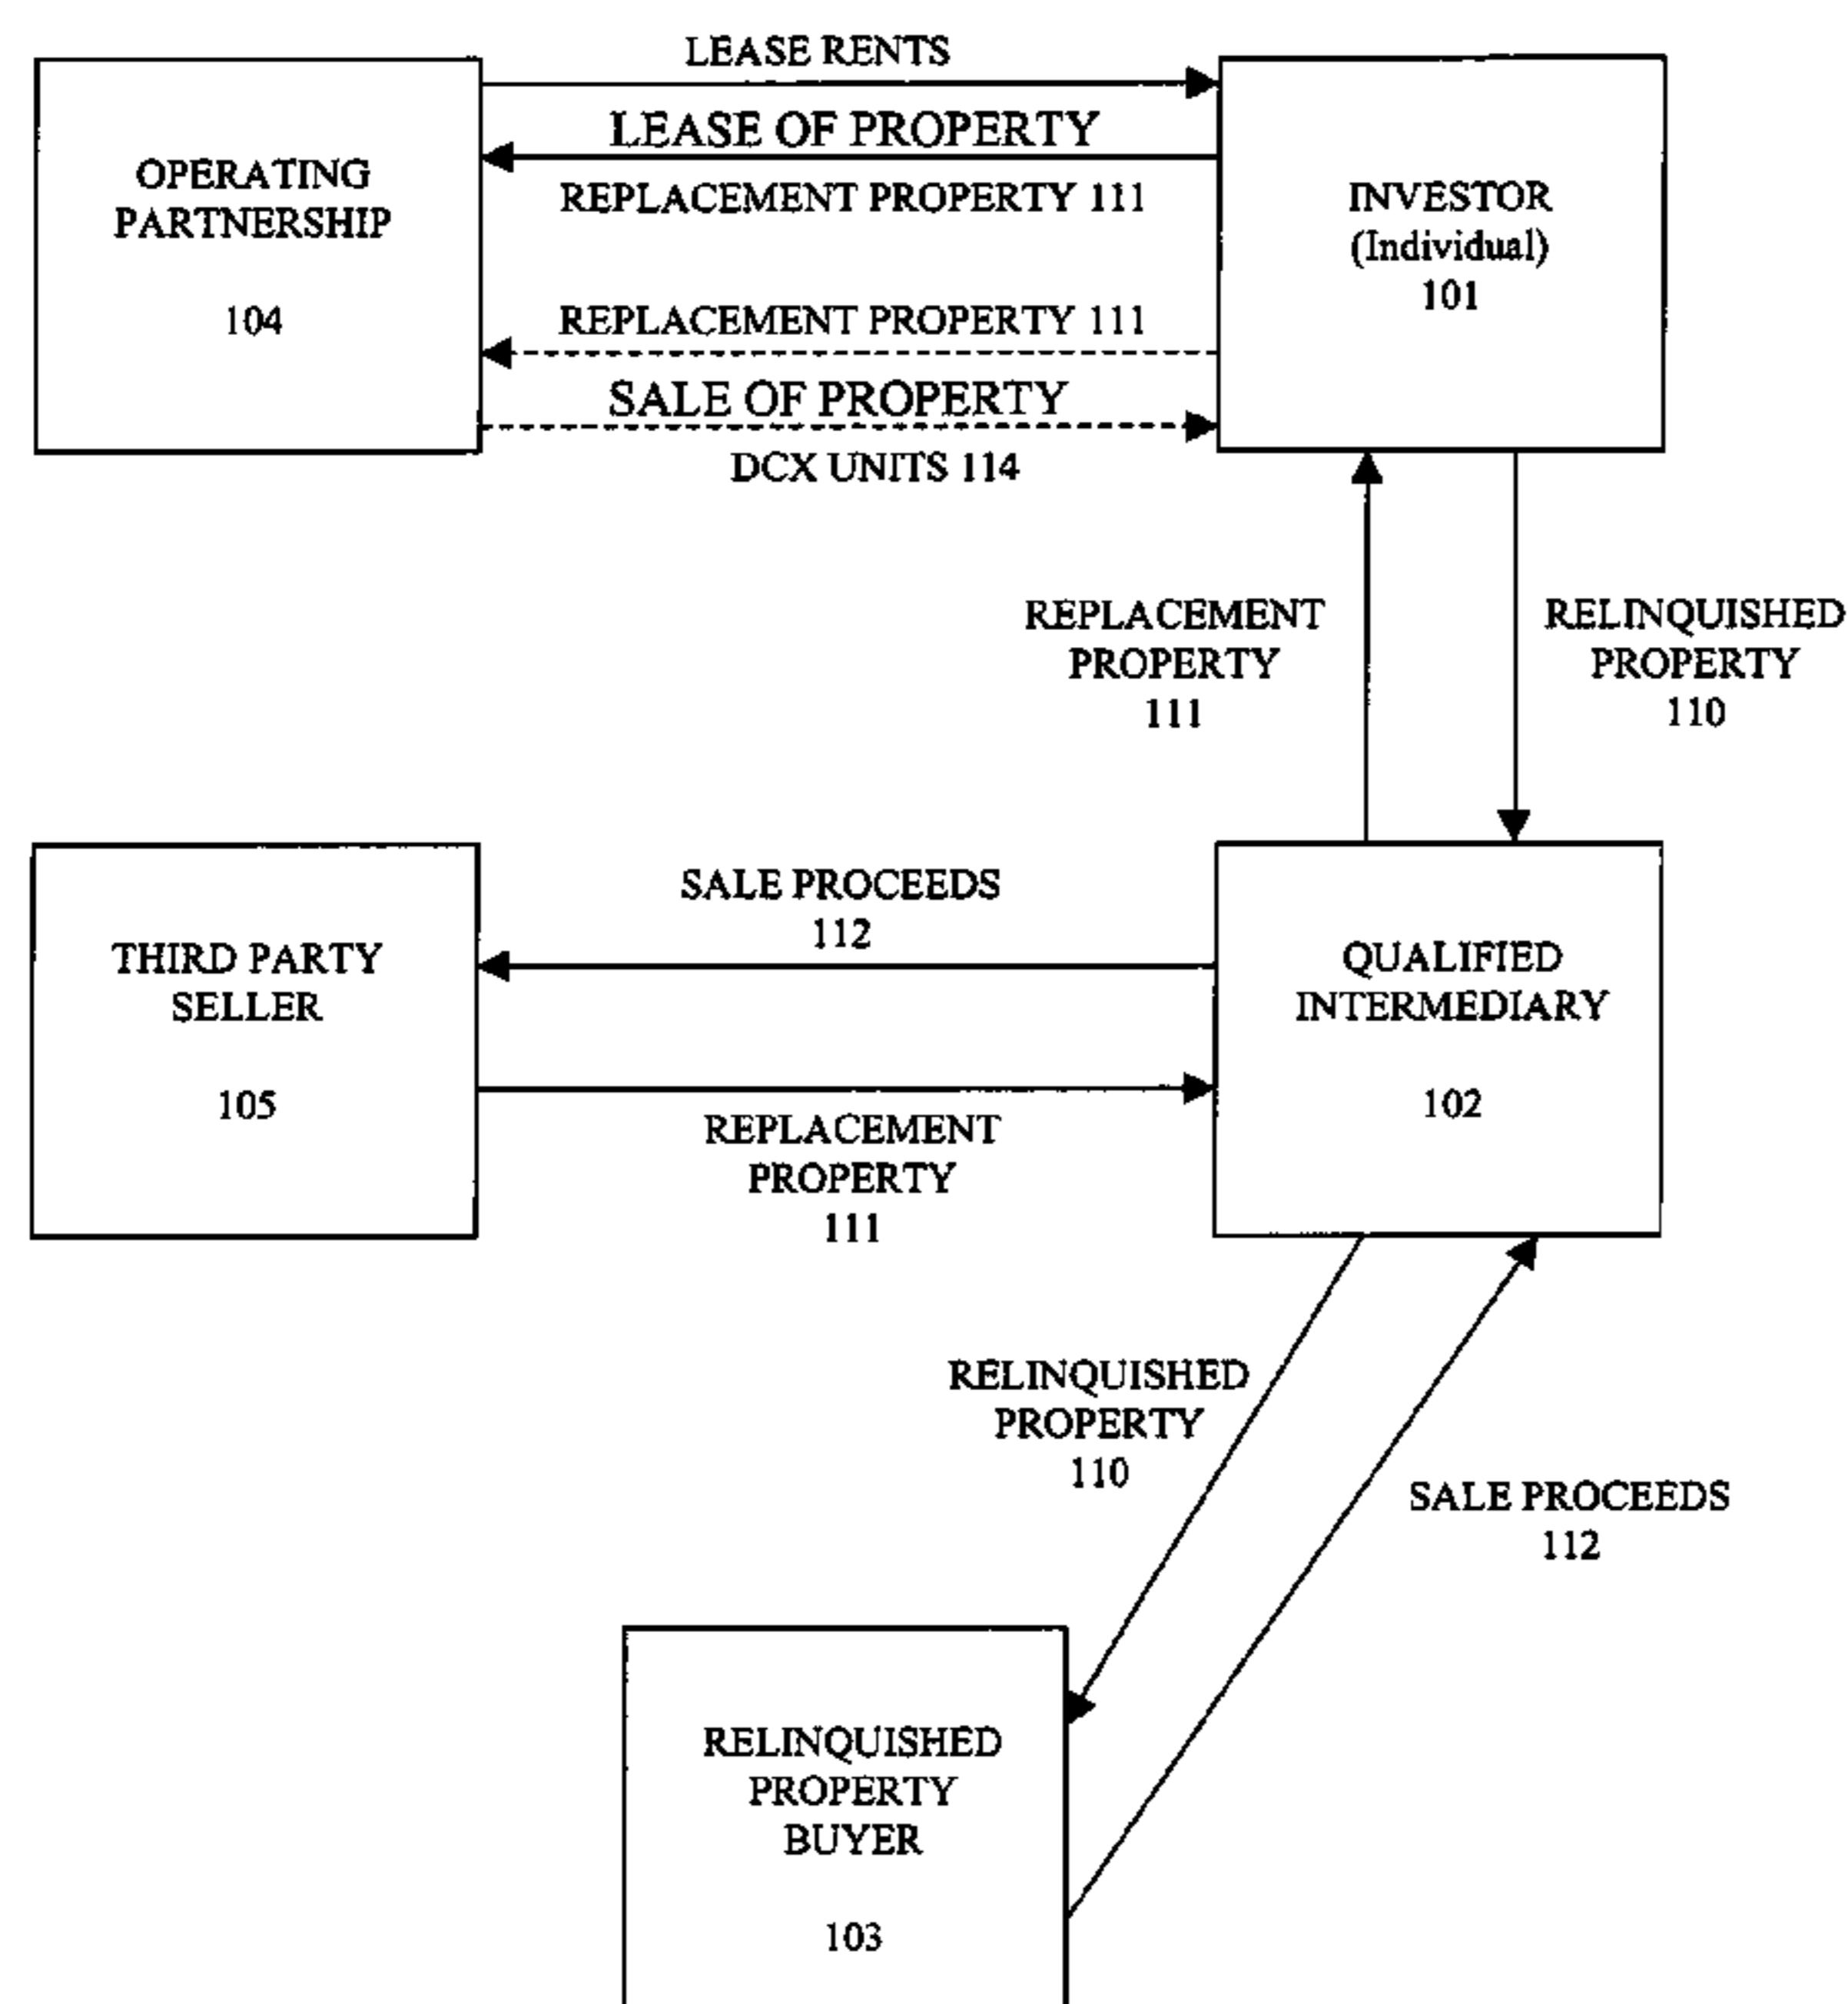 LEASE RENTS
LEASE OF PROPERTY
REPLACEMENT PROPERTY 111
OPERATING
PARTNERSHIP
104
INVESTOR
(Individual)
101
REPLACEMENT PROPERTY 111
SALE OF PROPERTY
DCX UNITS 114
REPLACEMENT
PROPERTY
111
RELINQUISHED
PROPERTY
110
SALE PROCEEDS
112
THIRD PARTY
SELLER
105
QUALIFIED
INTERMEDIARY
102
REPLACEMENT
PROPERTY
111
RELINQUISHED
PROPERTY
110
SALE PROCEEDS
112
RELINQUISHED
PROPERTY
BUYER
103